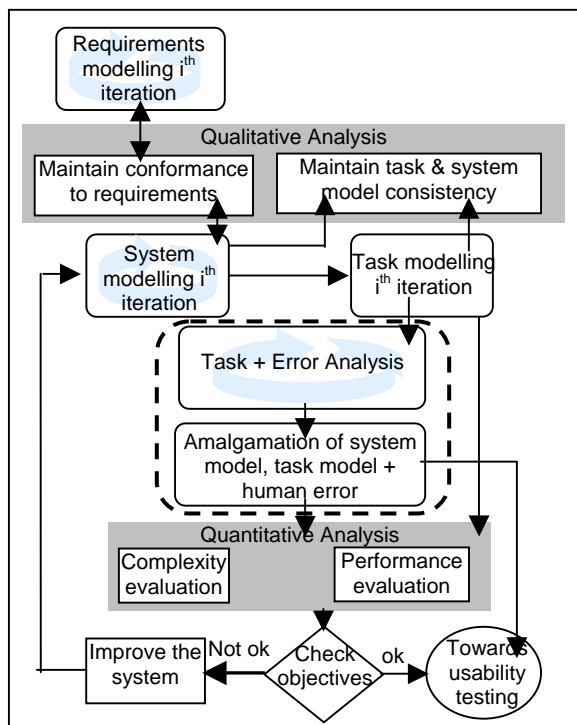 Requirements
modelling i^th
iteration
Qualitative Analysis
Maintain conformance
to requirements
Maintain task & system
model consistency
System
modelling i^th
iteration
Task modelling
i^th iteration
Task + Error Analysis
Amalgamation of system
model, task model +
human error
Quantitative Analysis
Complexity
evaluation
Performance
evaluation
Improve the
system
Not ok
Check
objectives
ok
Towards
usability
testing